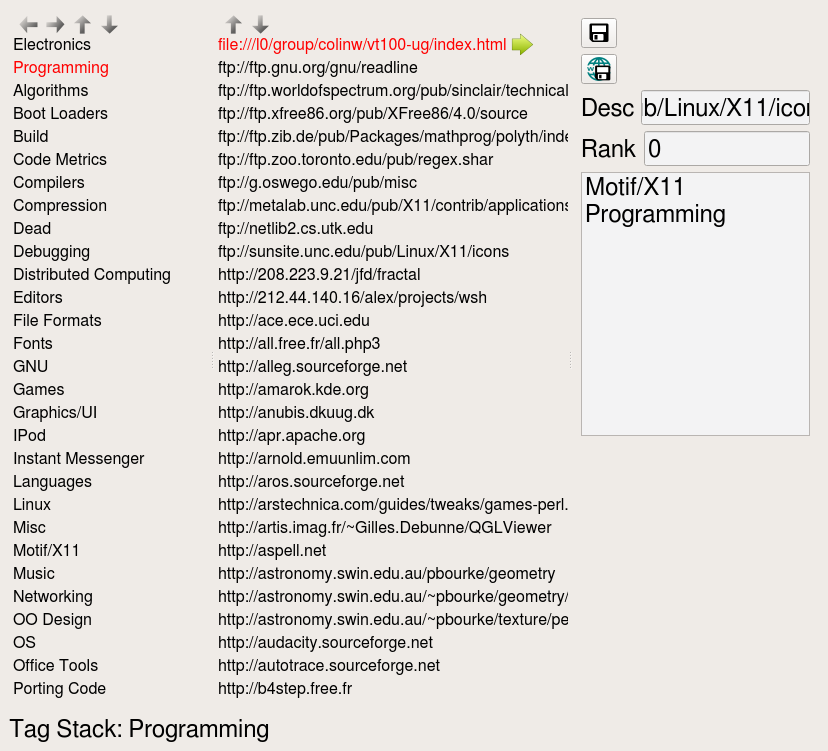 Electronics
Programming
Algorithms
Boot Loaders
Build
Code Metrics
Compilers
Compression
Dead
Debugging
Distributed Computing
Editors
File Formats
Fonts
GNU
Games
Graphics/UI
IPod
Instant Messenger
Languages
Linux
Misc
Motif/X11
Music
Networking
OO Design
OS
Office Tools
Porting Code
file:///l0/group/colinw/vt100-ug/index.html
ftp://ftp.gnu.org/gnu/readline
ftp://ftp.worldofspectrum.org/pub/sinclair/technical
ftp://ftp.xfree86.org/pub/XFree86/4.0/source
ftp://ftp.zib.de/pub/Packages/mathprog/polyth/inde
ftp://ftp.zoo.toronto.edu/pub/regex.shar
ftp://g.oswego.edu/pub/misc
ftp://metalab.unc.edu/pub/X11/contrib/applications
ftp://netlib2.cs.utk.edu
ftp://sunsite.unc.edu/pub/Linux/X11/icons
http://208.223.9.21/jfd/fractal
http://212.44.140.16/alex/projects/wsh
http://ace.ece.uci.edu
http://all.free.fr/all.php3
http://alleg.sourceforge.net
http://amarok.kde.org
http://anubis.dkuug.dk
http://apr.apache.org
http://arnold.emuunlim.com
http://aros.sourceforge.net
http://arstechnica.com/guides/tweaks/games-perl.
http://artis.imag.fr/~Gilles.Debunne/QGLViewer
http://aspell.net
http://astronomy.swin.edu.au/pbourke/geometry
http://astronomy.swin.edu.au/~pbourke/geometry/
http://astronomy.swin.edu.au/~pbourke/texture/pe
http://audacity.sourceforge.net
http://autotrace.sourceforge.net
http://b4step.free.fr
Desc b/Linux/X11/icon
Rank 0
Motif/X11
Programming
Tag Stack: Programming